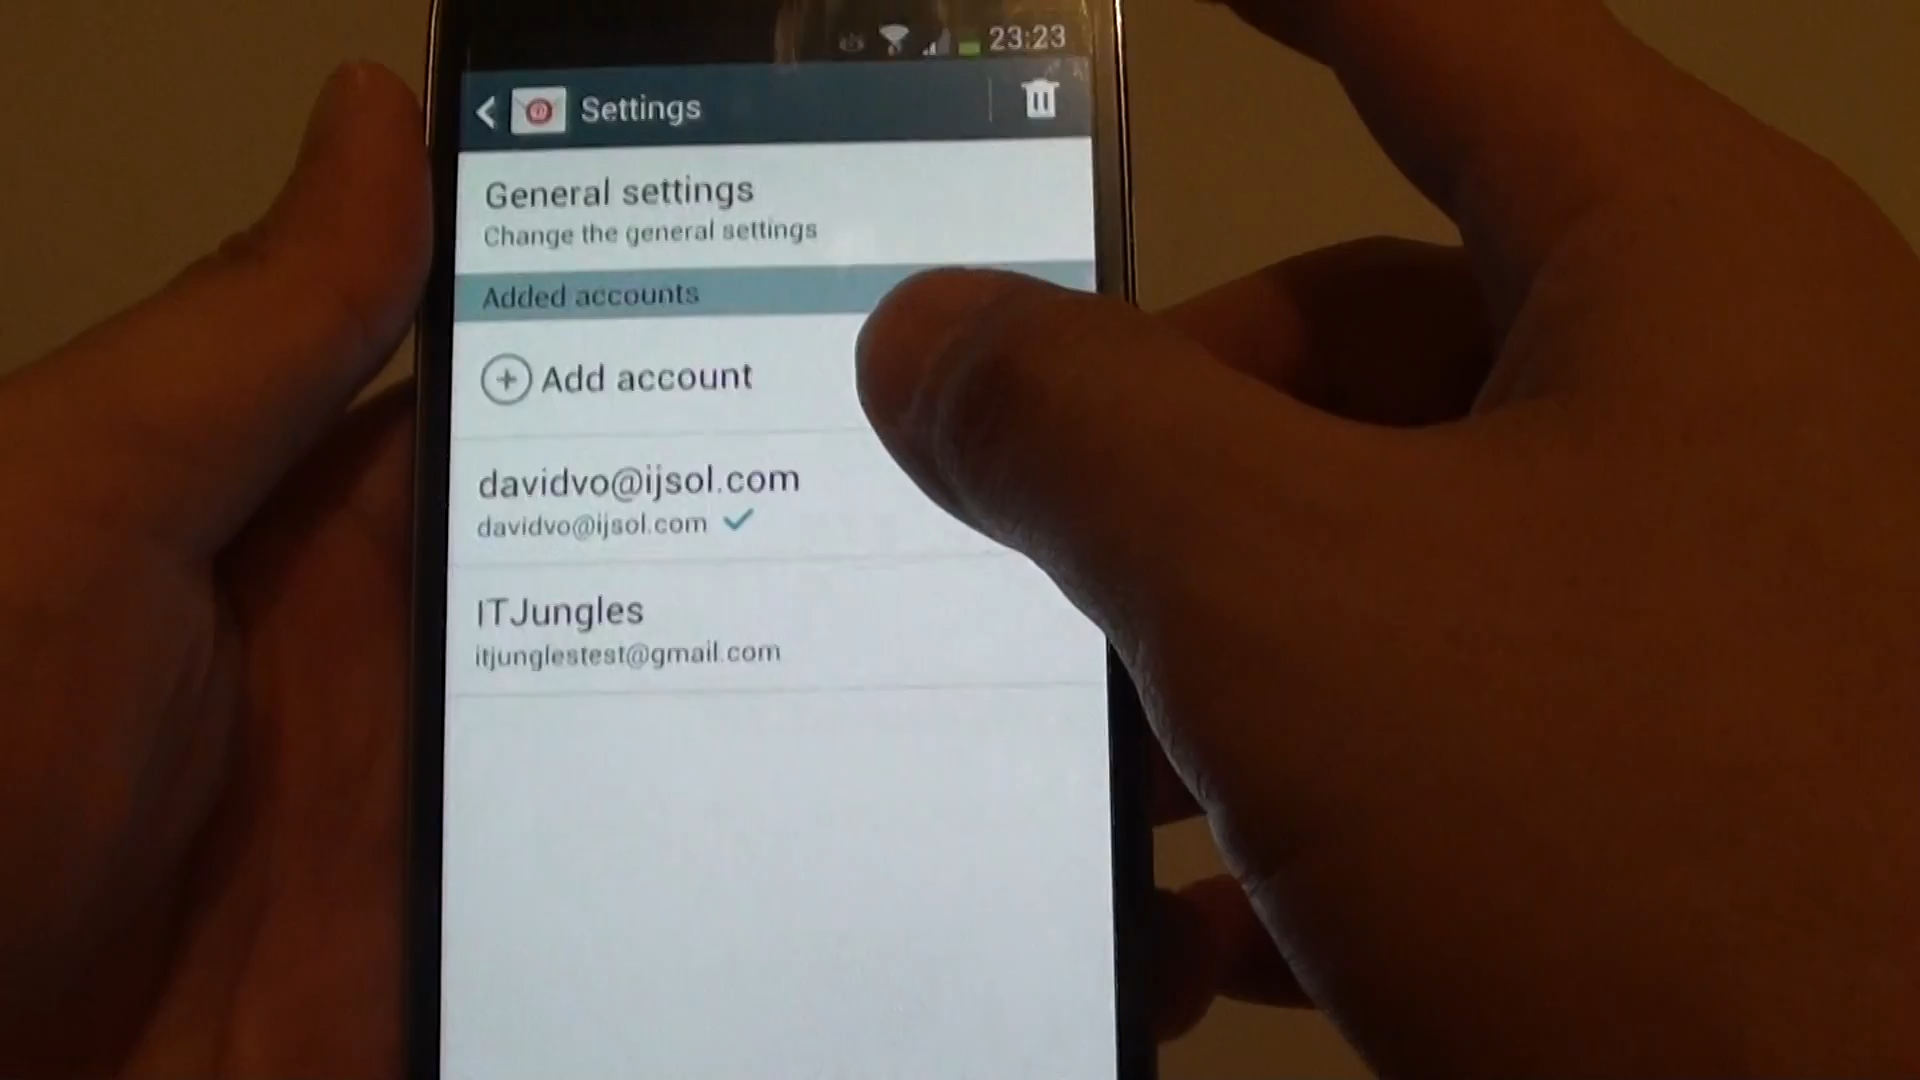 23:23
Settings
General settings
Change the general settings
Added accounts
Add account
davidvo@ijsol.com
davidvo@ijsol.com
ITJungles
itjunglestest@gmail.com